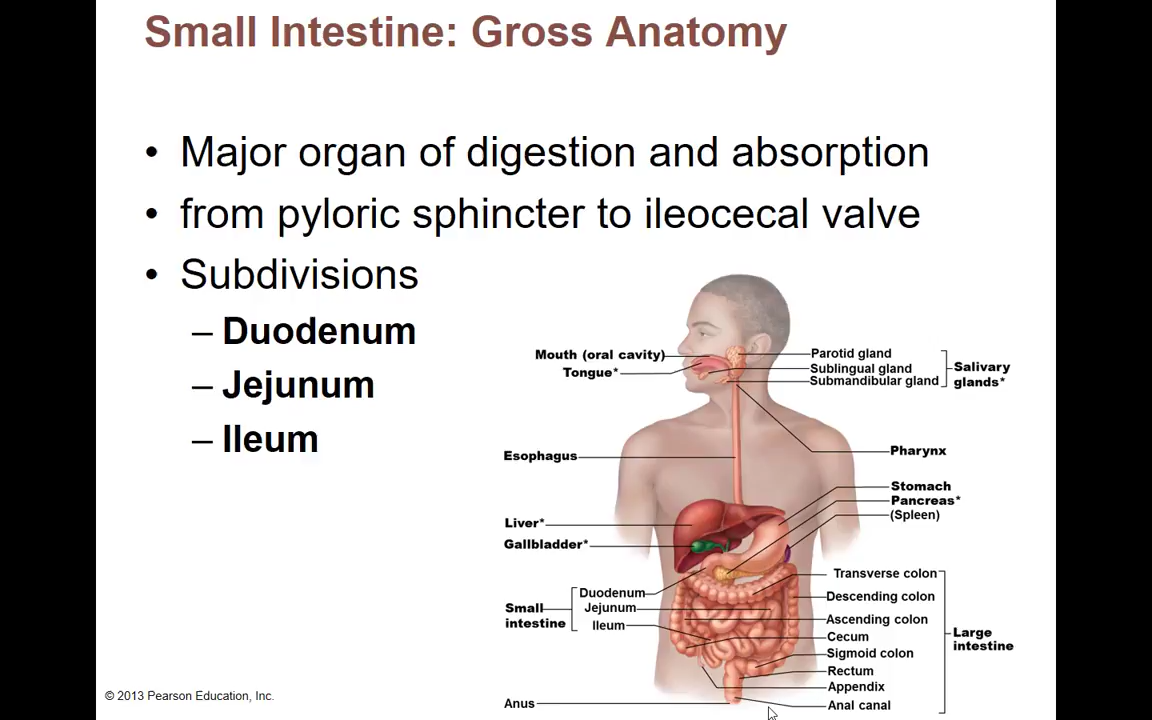 Small Intestine: Gross Anatomy
• Major organ of digestion and absorption
• from pyloric sphincter to ileocecal valve
• Subdivisions
– Duodenum
– Jejunum
– Ileum
Mouth (oral cavity)
Tongue*
Parotid gland
Sublingual gland
Submandibular gland
Salivary
glands*
Esophagus
Pharynx
Stomach
Pancreas*
(Spleen)
Liver*
Gallbladder*
Small
intestine
Duodenum
Jejunum
Ileum
Transverse colon
Descending colon
Ascending colon
Cecum
Sigmoid colon
Rectum
Appendix
Anal canal
Large
intestine
Anus
© 2013 Pearson Education, Inc.